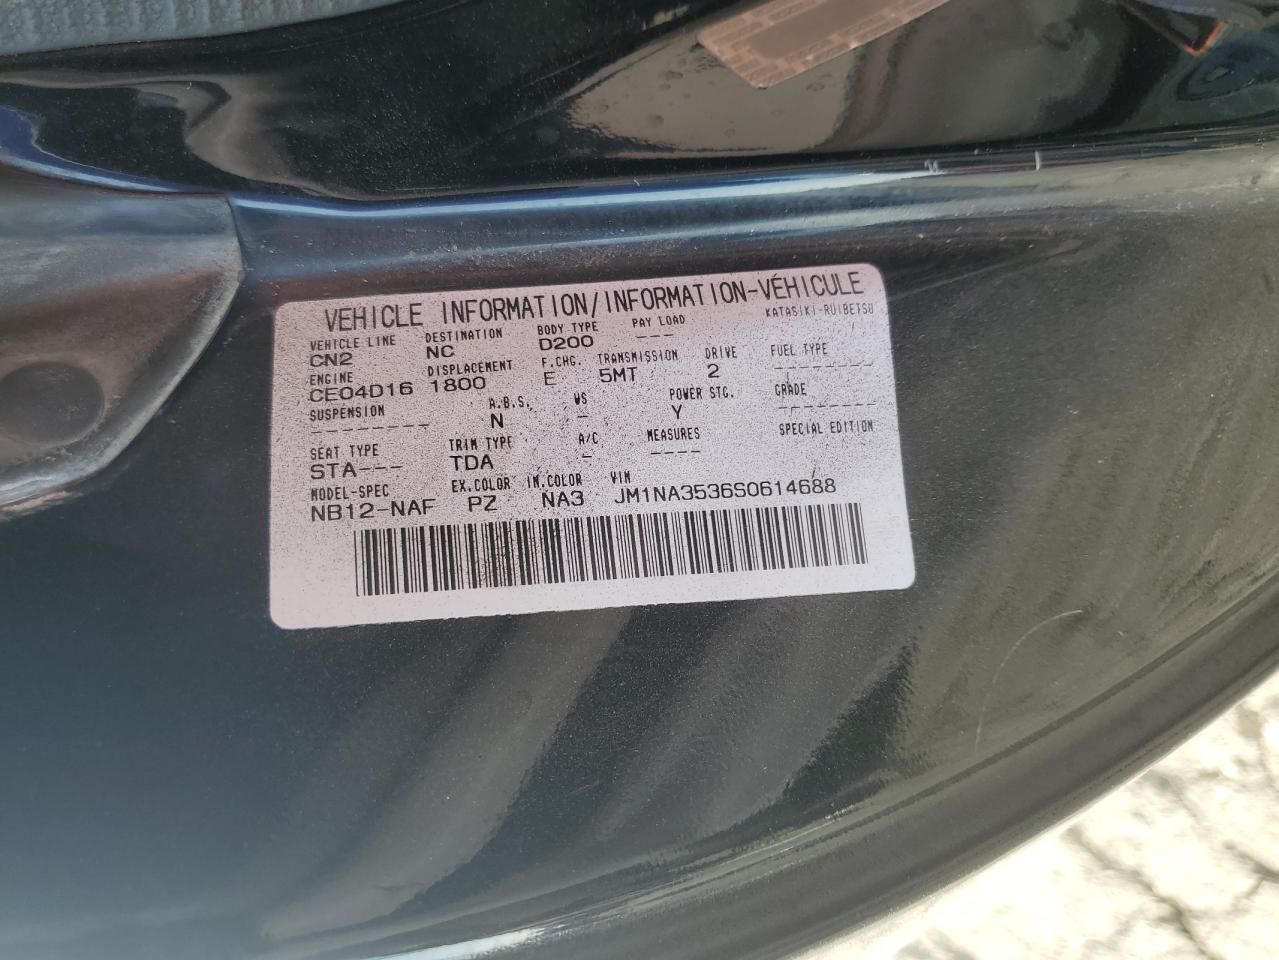 VEHICLE INFORMATION/INFORMATION-VÉHICULE
VEHICLE LINE DESTINATION BODY TYPE PAY LOAD KATASIKI-RUIBETSU
CN2 NC D200 ---
ENGINE DISPLACEMENT F.CHG. TRANSMISSION DRIVE FUEL TYPE
CE04D16 1800 E 5MT 2 --------
SUSPENSION A.B.S. WS POWER STG. GRADE
-------- N - Y --------
SEAT TYPE TRIM TYPE A/C MEASURES SPECIAL EDITION
STA--- TDA - ----
MODEL-SPEC EX.COLOR IN.COLOR VIN
NB12-NAF PZ NA3 JM1NA3536S0614688